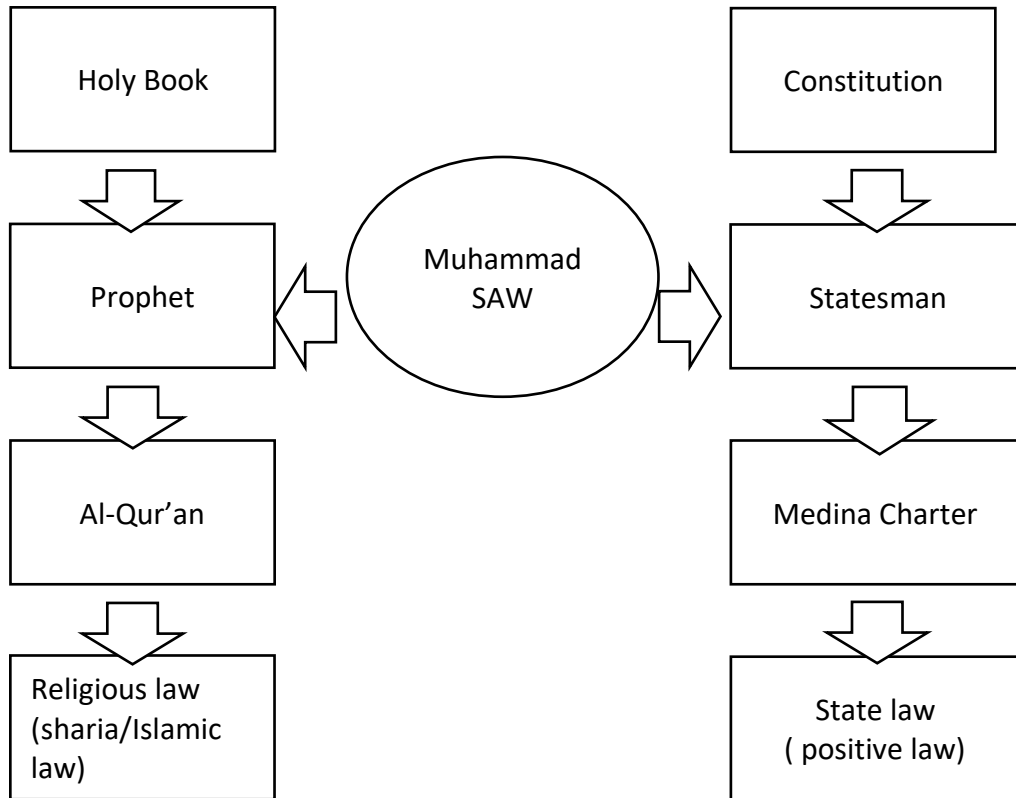 Holy Book
Constitution
Muhammad
SAW
Prophet
Statesman
Al-Qur’an
Medina Charter
Religious law
(sharia/Islamic
law)
State law
( positive law)